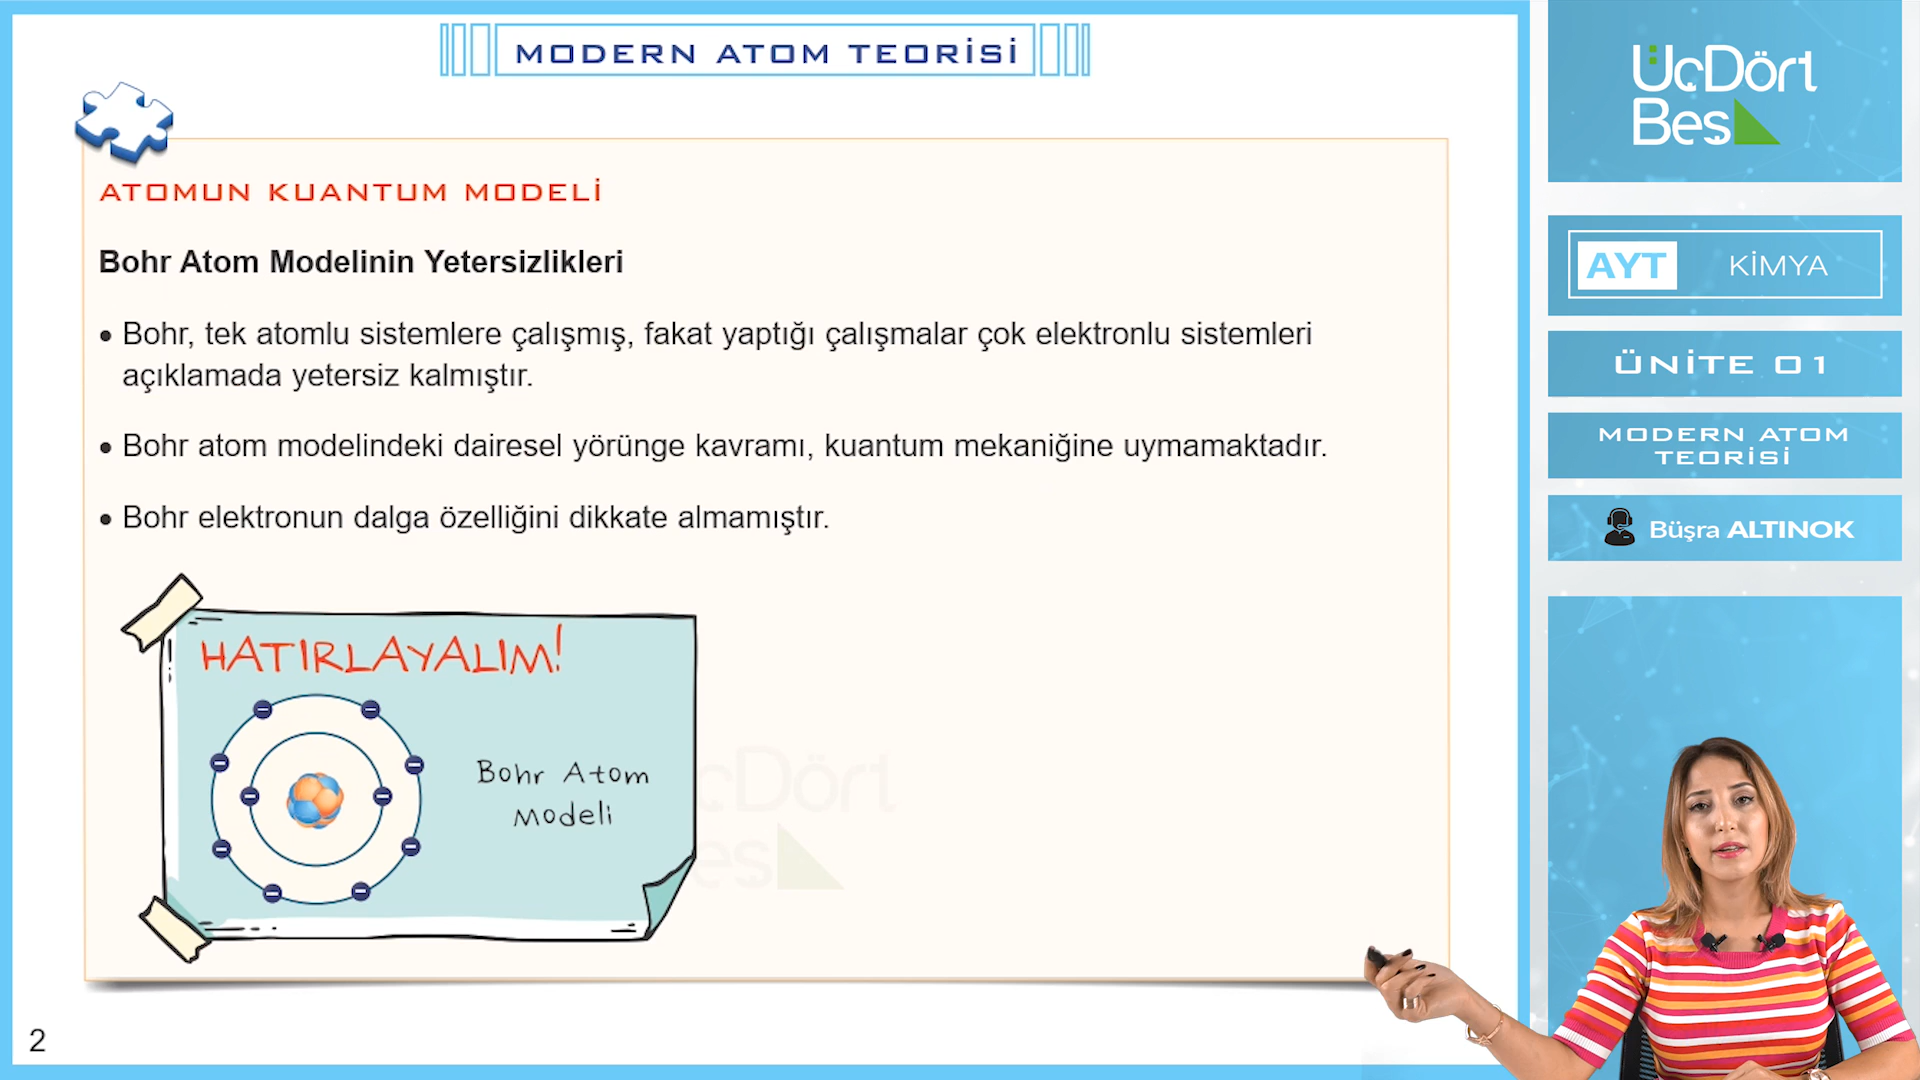 MODERN ATOM TEORİSİ
ATOMUN KUANTUM MODELİ
Bohr Atom Modelinin Yetersizlikleri
• Bohr, tek atomlu sistemlere çalışmış, fakat yaptığı çalışmalar çok elektronlu sistemleri
açıklamada yetersiz kalmıştır.
• Bohr atom modelindeki dairesel yörünge kavramı, kuantum mekaniğine uymamaktadır.
• Bohr elektronun dalga özelliğini dikkate almamıştır.
HATIRLAYALIM!
Bohr Atom
Modeli
çDört
eş
2
ÜçDört
Beş
AYT KİMYA
ÜNİTE 01
MODERN ATOM
TEORİSİ
Büşra ALTINOK